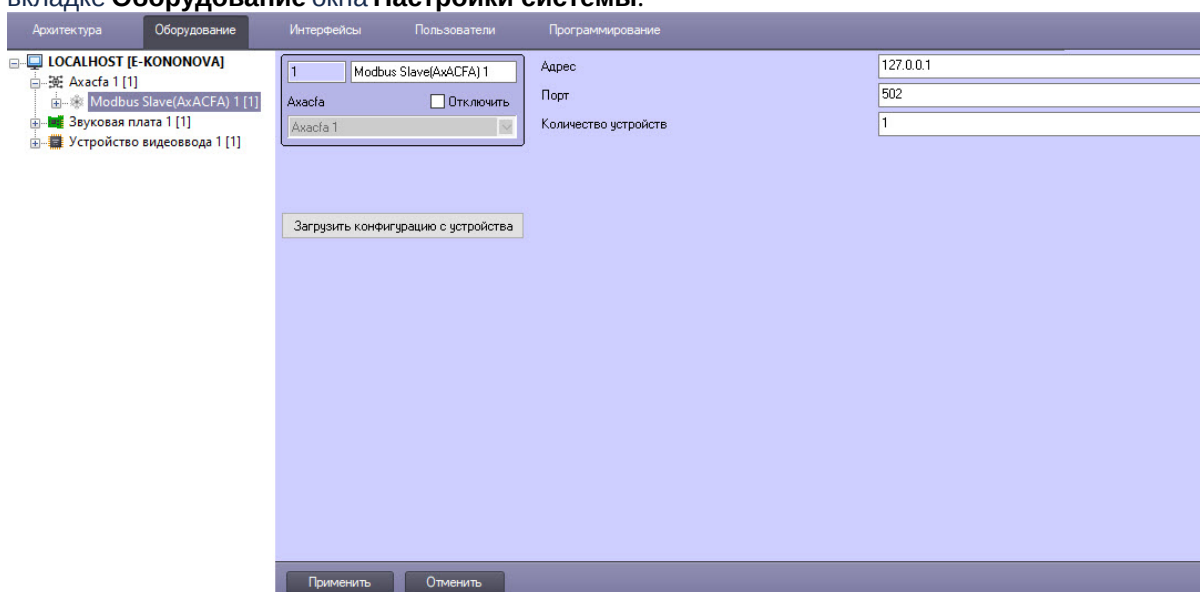 вкладке Оборудование окна Настройки системы.
Архитектура Оборудование Интерфейсы Пользователи Программирование
LOCALHOST [E-KONONOVA]
Axacfa 1 [1]
Modbus Slave(AxACFA) 1 [1]
Звуковая плата 1 [1]
Устройство видеоввода 1 [1]
1 Modbus Slave(AxACFA) 1
Axacfa Отключить
Axacfa 1
Загрузить конфигурацию с устройства
Адрес 127.0.0.1
Порт 502
Количество устройств 1
Применить Отменить